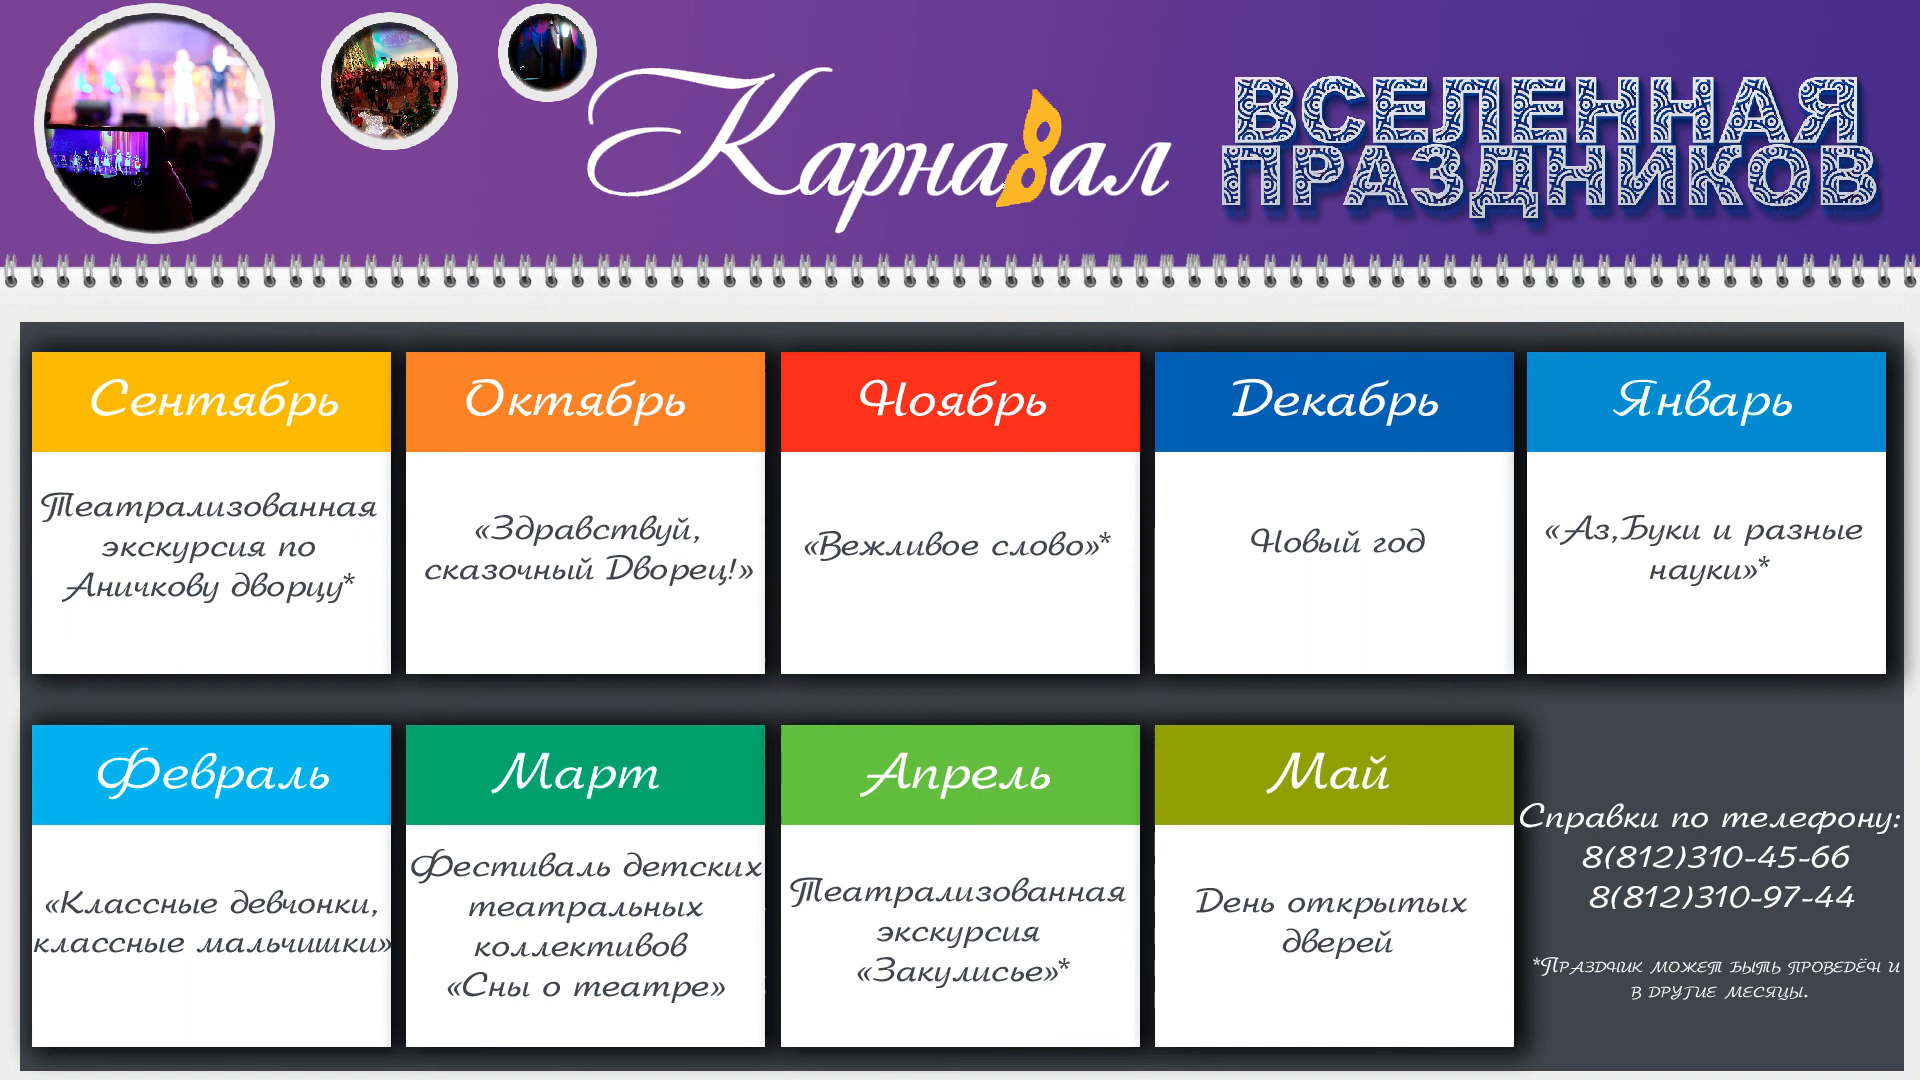 Карнавал
ВСЕЛЕННАЯ
ПРАЗДНИКОВ
Сентябрь
Театрализованная
экскурсия по
Аничкову дворцу*
Октябрь
«Здравствуй,
сказочный Дворец!»
Ноябрь
«Вежливое слово»*
Декабрь
Новый год
Январь
«Аз,Буки и разные
науки»*
Февраль
«Классные девчонки,
классные мальчишки»
Март
Фестиваль детских
театральных
коллективов
«Сны о театре»
Апрель
Театрализованная
экскурсия
«Закулисье»*
Май
День открытых
дверей
Справки по телефону:
8(812)310-45-66
8(812)310-97-44
*Праздник может быть проведён и
в другие месяцы.